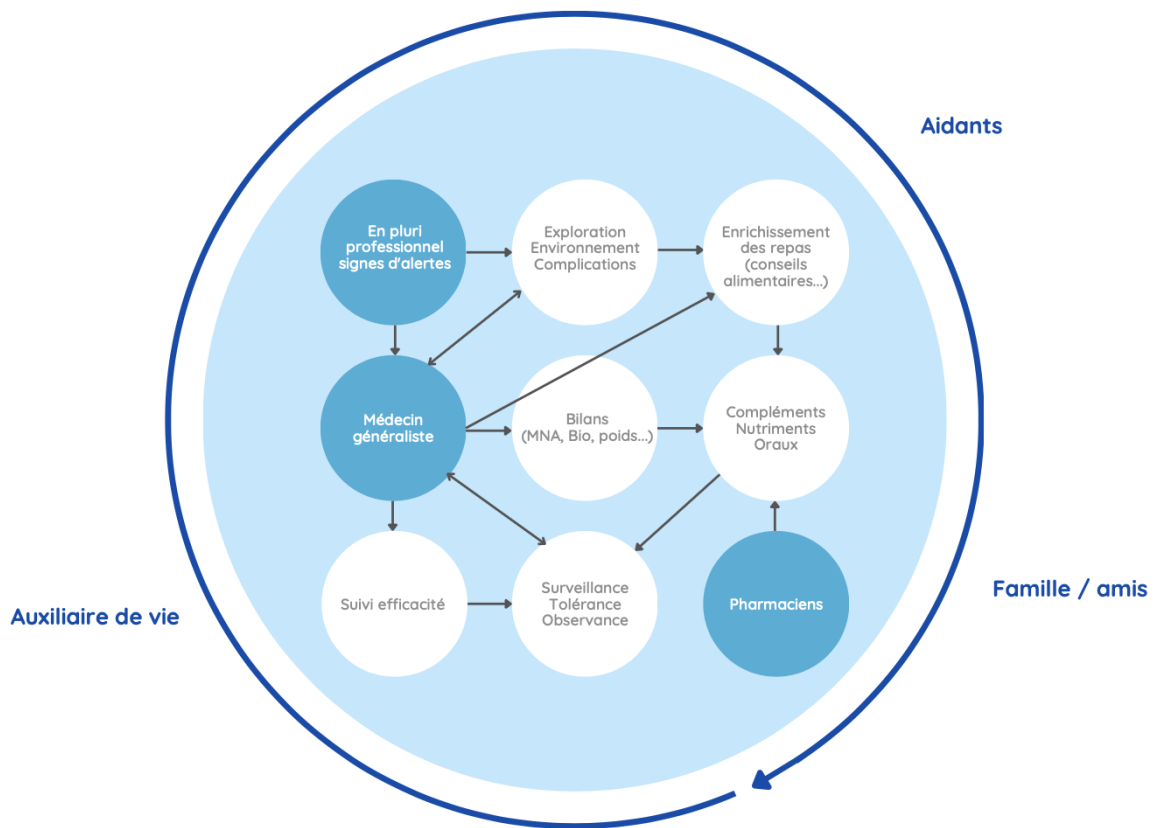 Aidants
En pluri
professionnel
signes d'alertes
Exploration
Environnement
Complications
Enrichissement
des repas
(conseils
alimentaires...)
Médecin
généraliste
Bilans
(MNA, Bio, poids...)
Compléments
Nutriments
Oraux
Suivi efficacité
Surveillance
Tolérance
Observance
Pharmaciens
Famille / amis
Auxiliaire de vie